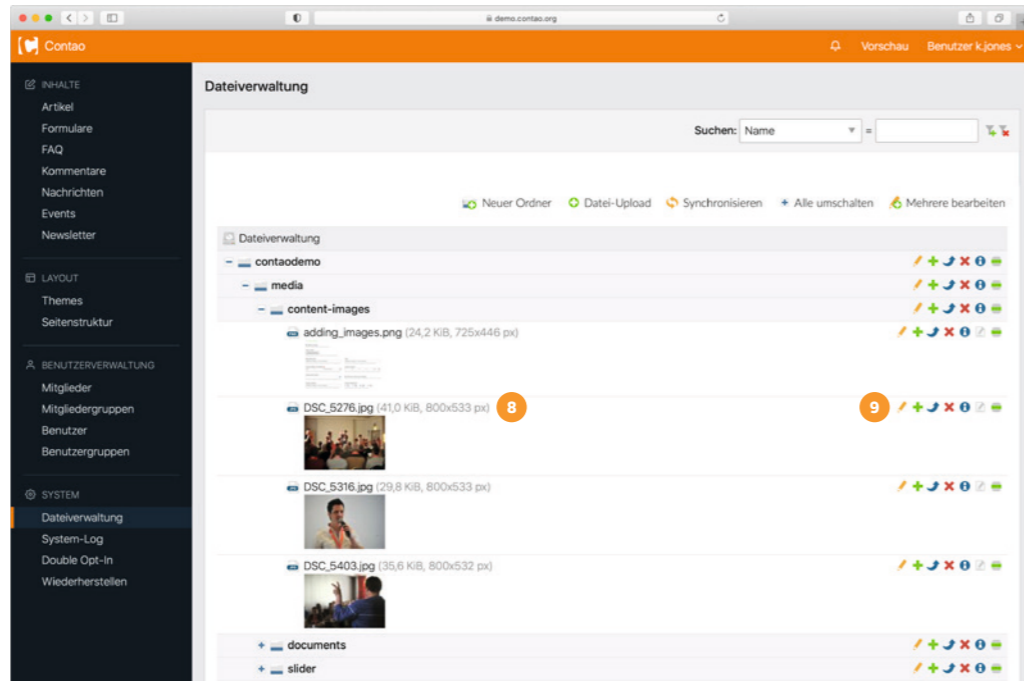 demo.contao.org
Contao
Vorschau Benutzer k.jones
INHALTE
Artikel
Formulare
FAQ
Kommentare
Nachrichten
Events
Newsletter
LAYOUT
Themes
Seitenstruktur
BENUTZERVERWALTUNG
Mitglieder
Mitgliedergruppen
Benutzer
Benutzergruppen
SYSTEM
Dateiverwaltung
System-Log
Double Opt-In
Wiederherstellen
Dateiverwaltung
Suchen: Name =
Neuer Ordner Datei-Upload Synchronisieren Alle umschalten Mehrere bearbeiten
Dateiverwaltung
contaodemo
media
content-images
adding_images.png (24,2 KiB, 725x446 px)
DSC_5276.jpg (41,0 KiB, 800x533 px) 8 9
DSC_5316.jpg (29,8 KiB, 800x533 px)
DSC_5403.jpg (35,6 KiB, 800x532 px)
documents
slider